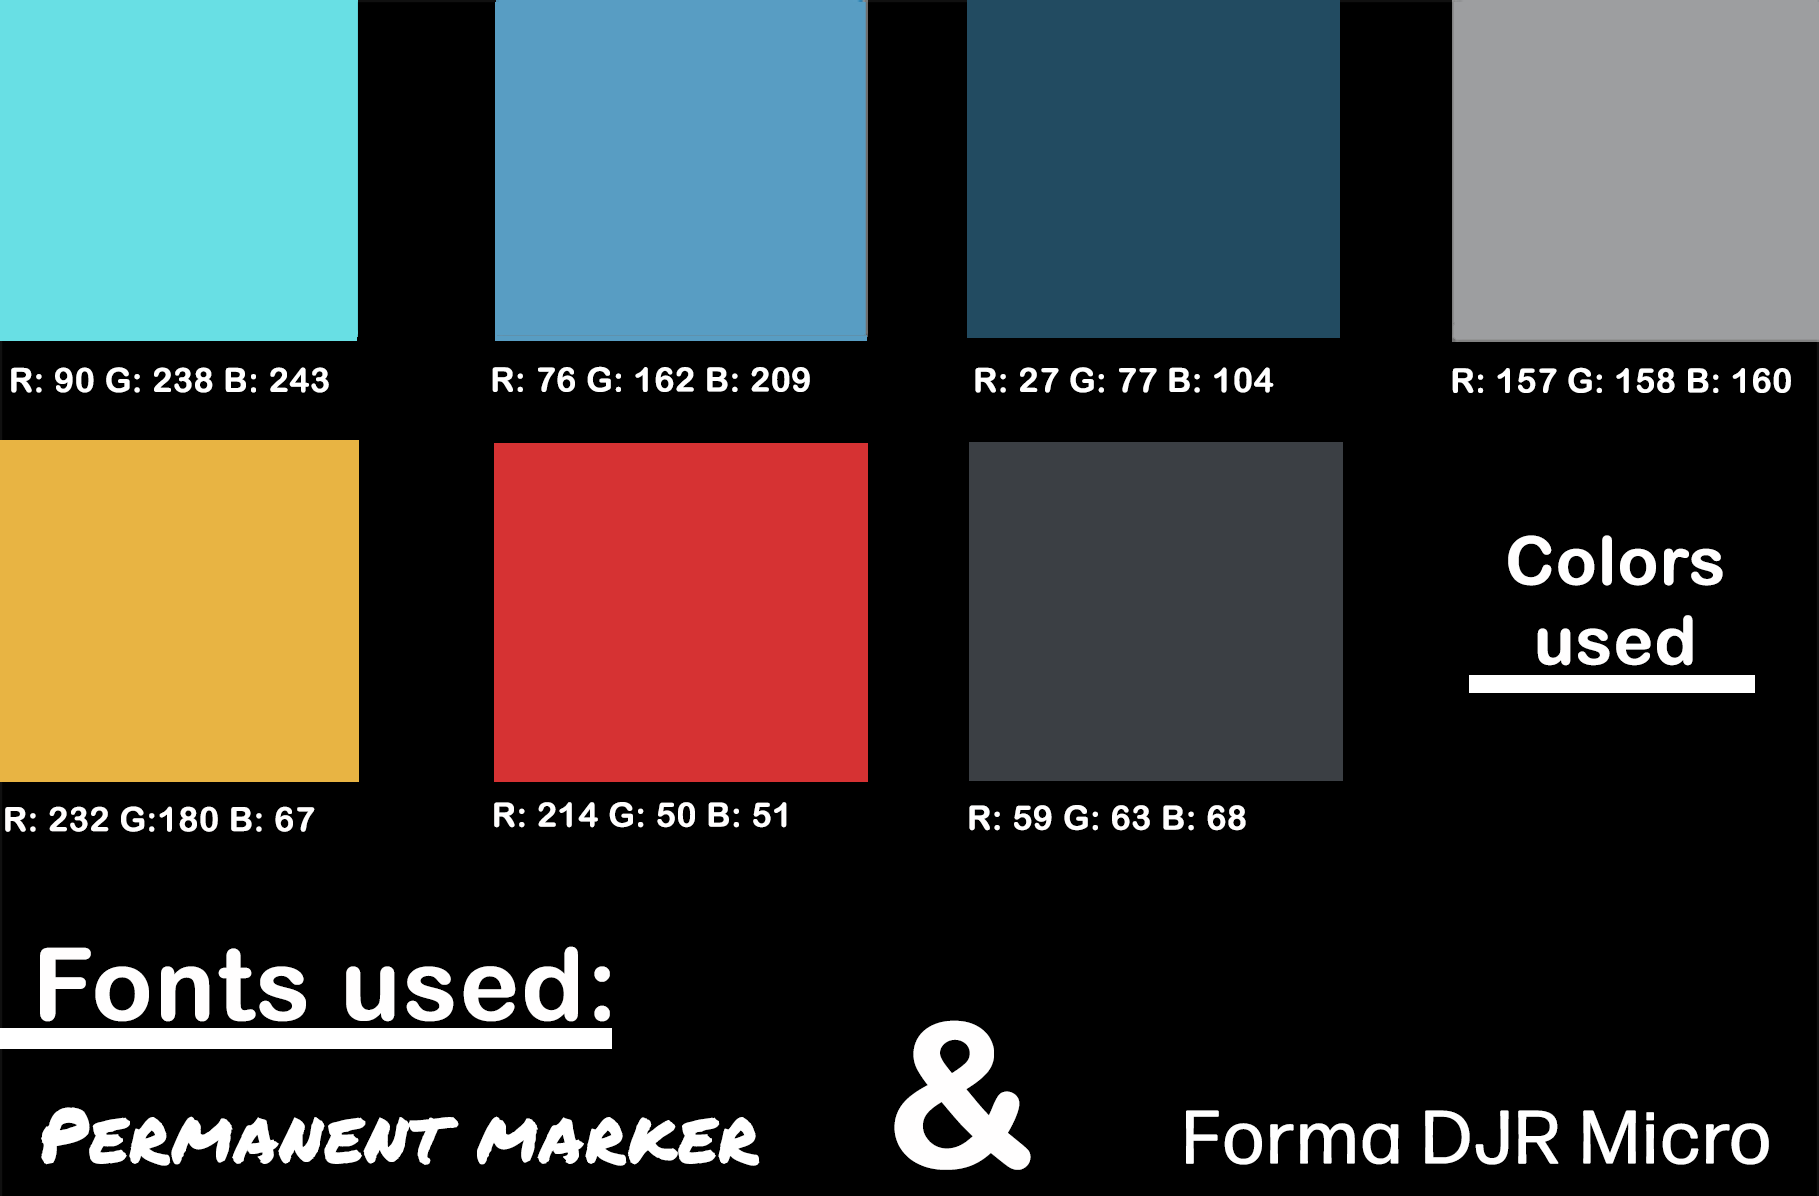 R: 90 G: 238 B: 243
R: 76 G: 162 B: 209
R: 27 G: 77 B: 104
R: 157 G: 158 B: 160
R: 232 G:180 B: 67
R: 214 G: 50 B: 51
R: 59 G: 63 B: 68
Colors
used
Fonts used:
PERMANENT MARKER
&
Forma DJR Micro